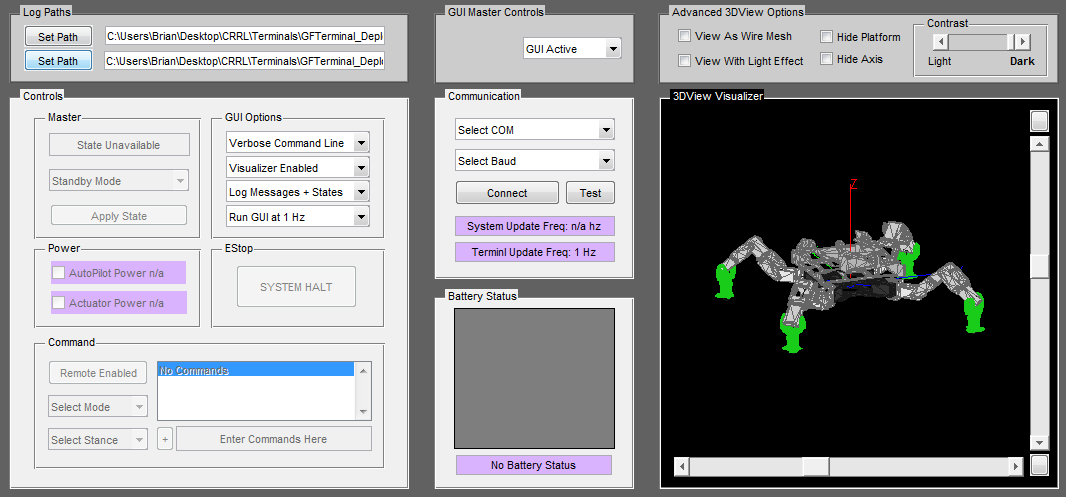 Log Paths
Set Path
C:\Users\Brian\Desktop\CRRL\Terminals\GFTerminal_Deplo
Set Path
C:\Users\Brian\Desktop\CRRL\Terminals\GFTerminal_Deplo
GUI Master Controls
GUI Active
Advanced 3DView Options
View As Wire Mesh
Hide Platform
View With Light Effect
Hide Axis
Contrast
Light
Dark
Controls
Master
State Unavailable
Standby Mode
Apply State
GUI Options
Verbose Command Line
Visualizer Enabled
Log Messages + States
Run GUI at 1 Hz
Power
AutoPilot Power n/a
Actuator Power n/a
EStop
SYSTEM HALT
Command
Remote Enabled
No Commands
Select Mode
Select Stance
+
Enter Commands Here
Communication
Select COM
Select Baud
Connect
Test
System Update Freq: n/a hz
Terminl Update Freq: 1 Hz
Battery Status
No Battery Status
3DView Visualizer
Z